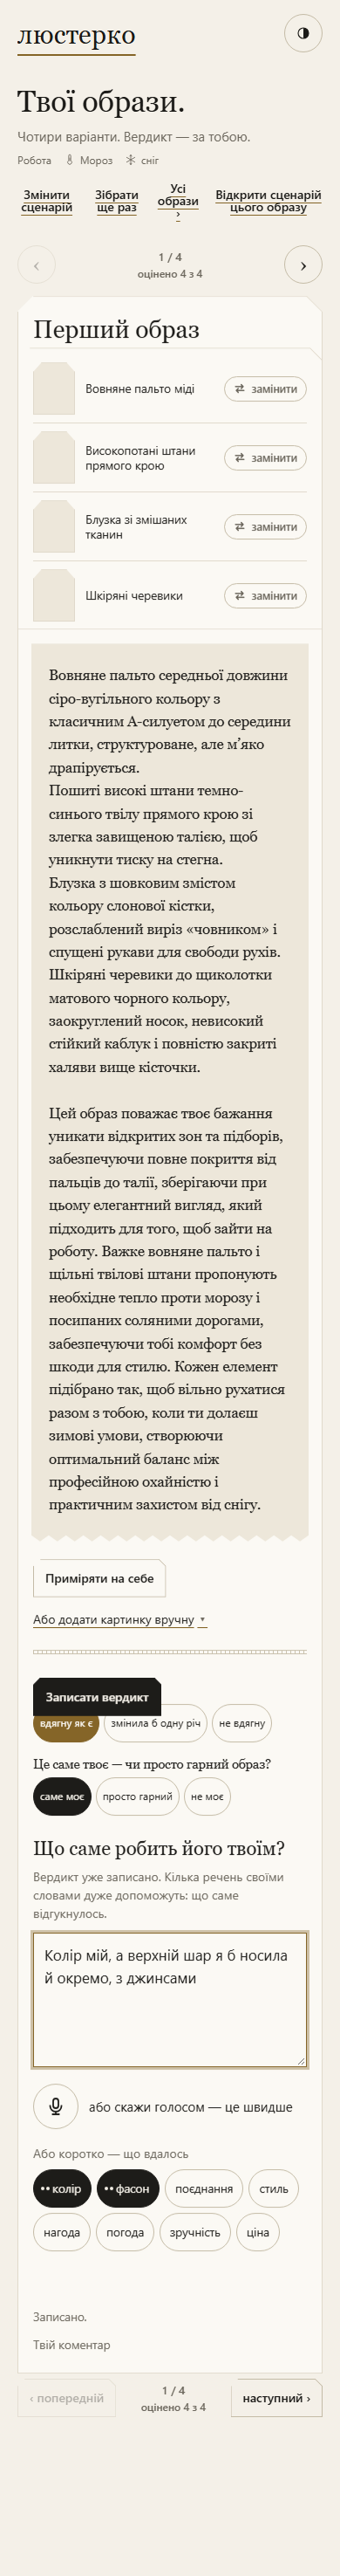 люстерко
Твої образи.
Чотири варіанти. Вердикт — за тобою.
Робота Мороз сніг
Змінити
сценарій
Зібрати
ще раз
Усі
образи
›
Відкрити сценарій
цього образу
‹
1 / 4
оцінено 4 з 4
›
Перший образ
Вовняне пальто міді
замінити
Високопотані штани
прямого крою
замінити
Блузка зі змішаних
тканин
замінити
Шкіряні черевики
замінити
Вовняне пальто середньої довжини
сіро-вугільного кольору з
класичним А-силуетом до середини
литки, структуроване, але м’яко
драпірується.
Пошиті високі штани темно-
синього твілу прямого крою зі
злегка завищеною талією, щоб
уникнути тиску на стегна.
Блузка з шовковим змістом
кольору слонової кістки,
розслаблений виріз «човником» і
спущені рукави для свободи рухів.
Шкіряні черевики до щиколотки
матового чорного кольору,
заокруглений носок, невисокий
стійкий каблук і повністю закриті
халяви вище кісточки.
Цей образ поважає твоє бажання
уникати відкритих зон та підборів,
забезпечуючи повне покриття від
пальців до талії, зберігаючи при
цьому елегантний вигляд, який
підходить для того, щоб зайти на
роботу. Важке вовняне пальто і
щільні твілові штани пропонують
необхідне тепло проти морозу і
посипаних соляними дорогами,
забезпечуючи тобі комфорт без
шкоди для стилю. Кожен елемент
підібрано так, щоб вільно рухатися
разом з тобою, коли ти долаєш
зимові умови, створюючи
оптимальний баланс між
професійною охайністю і
практичним захистом від снігу.
Приміряти на себе
Або додати картинку вручну
Записати вердикт
вдягну як є
змінила б одну річ
не вдягну
Це саме твоє — чи просто гарний образ?
саме моє
просто гарний
не моє
Що саме робить його твоїм?
Вердикт уже записано. Кілька речень своїми
словами дуже допоможуть: що саме
відгукнулось.
Колір мій, а верхній шар я б носила
й окремо, з джинсами
або скажи голосом — це швидше
Або коротко — що вдалось
колір
фасон
поєднання
стиль
нагода
погода
зручність
ціна
Записано.
Твій коментар
‹ попередній
1 / 4
оцінено 4 з 4
наступний ›